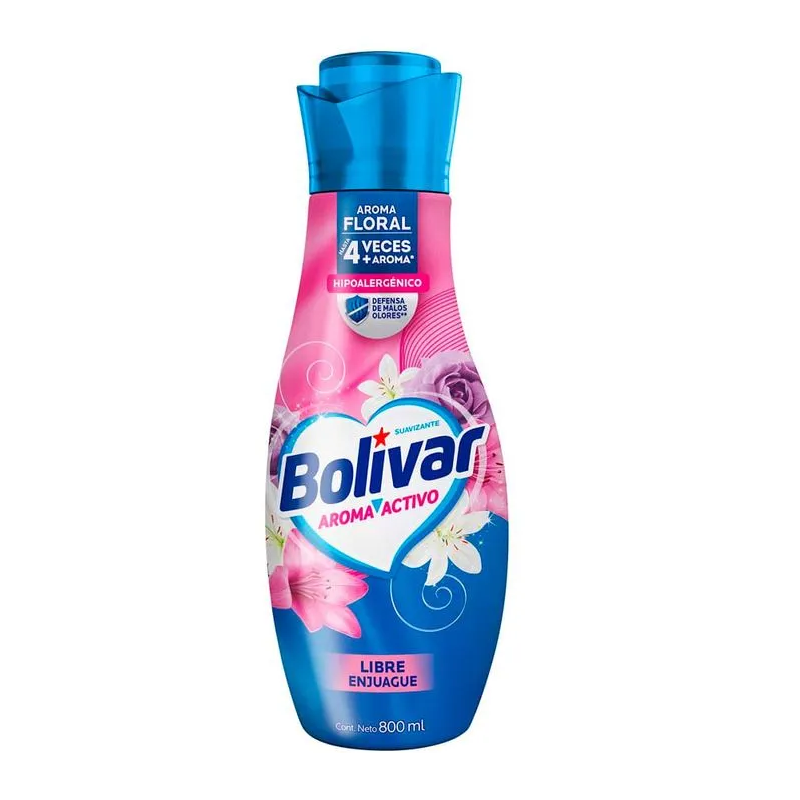 AROMA
FLORAL
HASTA
4 VECES
+ AROMA*
HIPOALERGÉNICO
DEFENSA
DE MALOS
OLORES**
SUAVIZANTE
Bolivar
AROMA ACTIVO
LIBRE
ENJUAGUE
Cont. Neto 800 ml